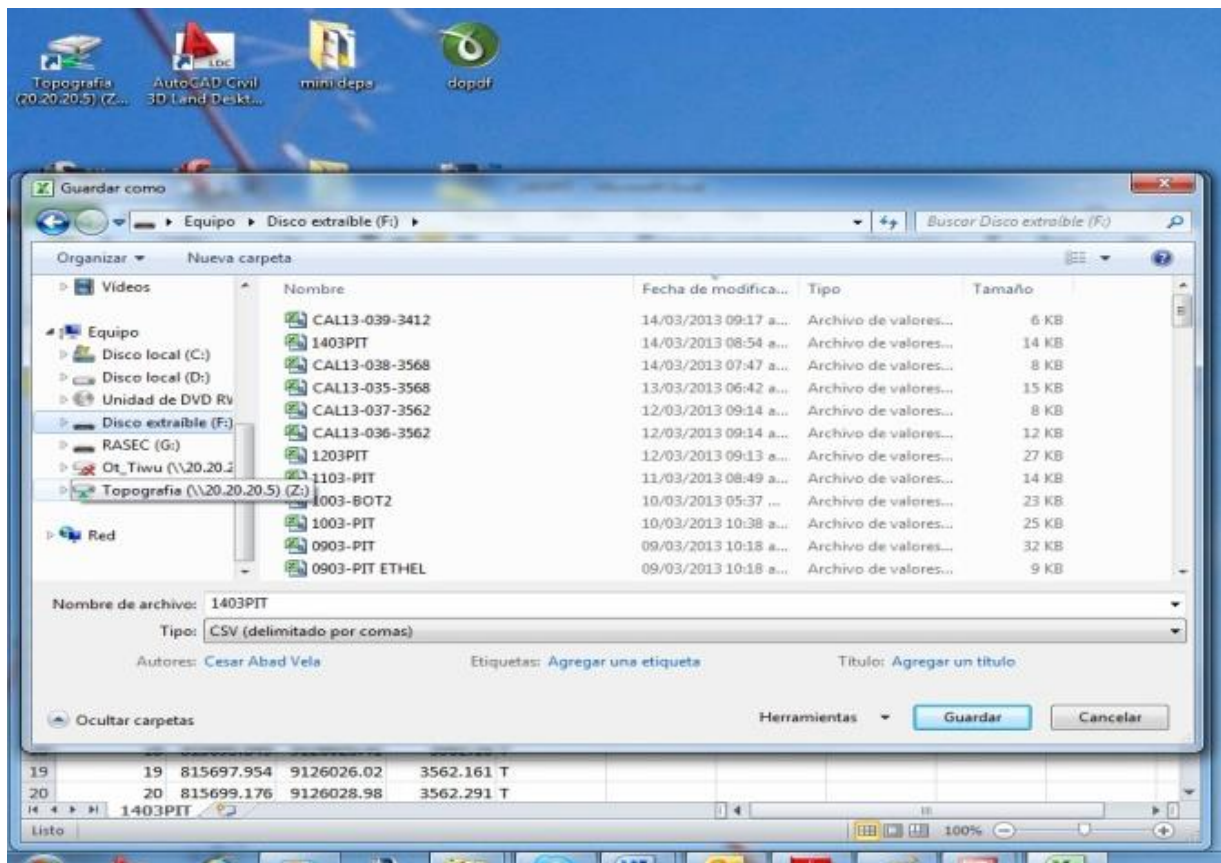 Topografia (20.20.20.5) (Z...
AutoCAD Civil 3D Land Deskt...
mini depa
dopdf
LDC
Guardar como
Equipo Disco extraíble (F:)
Buscar Disco extraíble (F:)
Organizar Nueva carpeta
Vídeos
Equipo
Disco local (C:)
Disco local (D:)
Unidad de DVD RW
Disco extraíble (F:)
RASEC (G:)
Ot_Tiwu (\\20.20.2
Topografia (\\20.20.20.5) (Z:)
Red
Nombre Fecha de modifica... Tipo Tamaño
CAL13-039-3412 14/03/2013 09:17 a... Archivo de valores... 6 KB
1403PIT 14/03/2013 08:54 a... Archivo de valores... 14 KB
CAL13-038-3568 14/03/2013 07:47 a... Archivo de valores... 8 KB
CAL13-035-3568 13/03/2013 06:42 a... Archivo de valores... 15 KB
CAL13-037-3562 12/03/2013 09:14 a... Archivo de valores... 8 KB
CAL13-036-3562 12/03/2013 09:14 a... Archivo de valores... 12 KB
1203PIT 12/03/2013 09:13 a... Archivo de valores... 27 KB
1103-PIT 11/03/2013 08:49 a... Archivo de valores... 14 KB
1003-BOT2 10/03/2013 05:37 ... Archivo de valores... 23 KB
1003-PIT 10/03/2013 10:38 a... Archivo de valores... 25 KB
0903-PIT 09/03/2013 10:18 a... Archivo de valores... 32 KB
0903-PIT ETHEL 09/03/2013 10:18 a... Archivo de valores... 9 KB
Nombre de archivo: 1403PIT
Tipo: CSV (delimitado por comas)
Autores: Cesar Abad Vela Etiquetas: Agregar una etiqueta Título: Agregar un título
Ocultar carpetas Herramientas Guardar Cancelar
19 19 815697.954 9126026.02 3562.161 T
20 20 815699.176 9126028.98 3562.291 T
1403PIT
Listo 100%